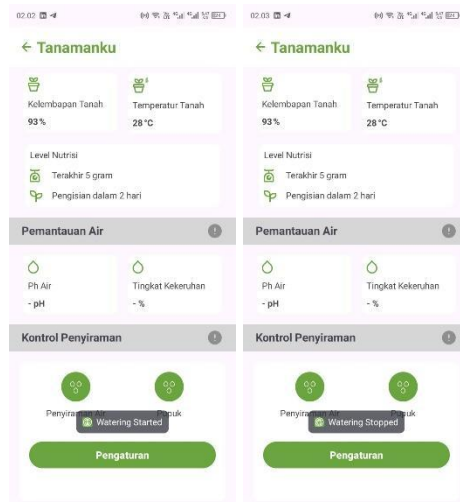 02.02
← Tanamanku
Kelembapan Tanah
93%
Temperatur Tanah
28 °C
Level Nutrisi
Terakhir 5 gram
Pengisian dalam 2 hari
Pemantauan Air
Ph Air
- pH
Tingkat Kekeruhan
- %
Kontrol Penyiraman
Penyiraman Air
Pupuk
Watering Started
Pengaturan
02.03
← Tanamanku
Kelembapan Tanah
93%
Temperatur Tanah
28 °C
Level Nutrisi
Terakhir 5 gram
Pengisian dalam 2 hari
Pemantauan Air
Ph Air
- pH
Tingkat Kekeruhan
- %
Kontrol Penyiraman
Penyiraman Air
Pupuk
Watering Stopped
Pengaturan